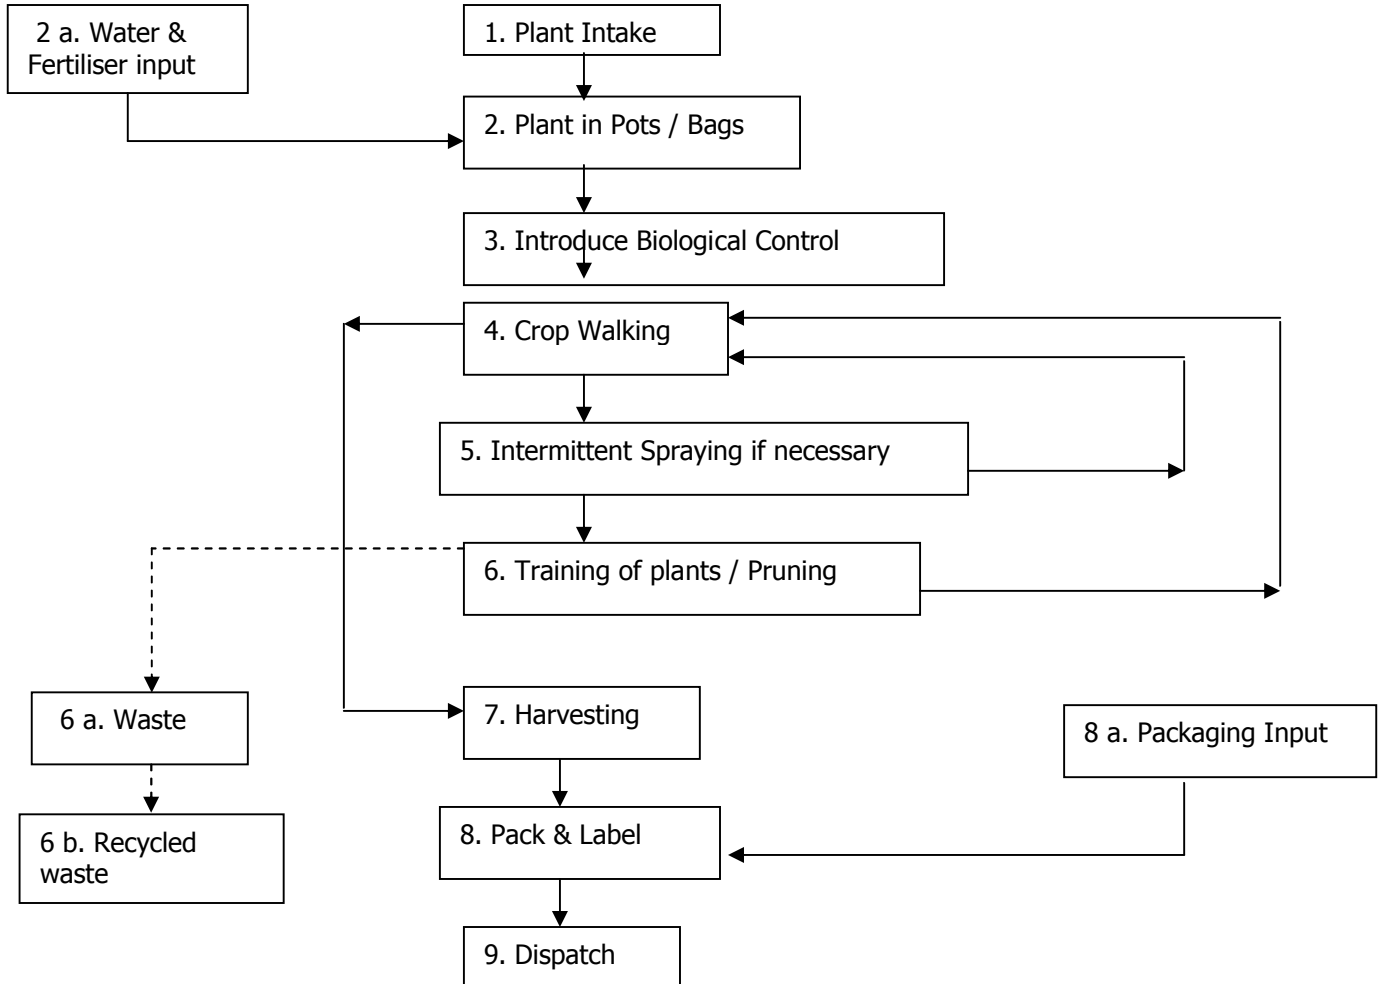 2 a. Water &
Fertiliser input
1. Plant Intake
2. Plant in Pots / Bags
3. Introduce Biological Control
4. Crop Walking
5. Intermittent Spraying if necessary
6. Training of plants / Pruning
6 a. Waste
7. Harvesting
8 a. Packaging Input
6 b. Recycled
waste
8. Pack & Label
9. Dispatch